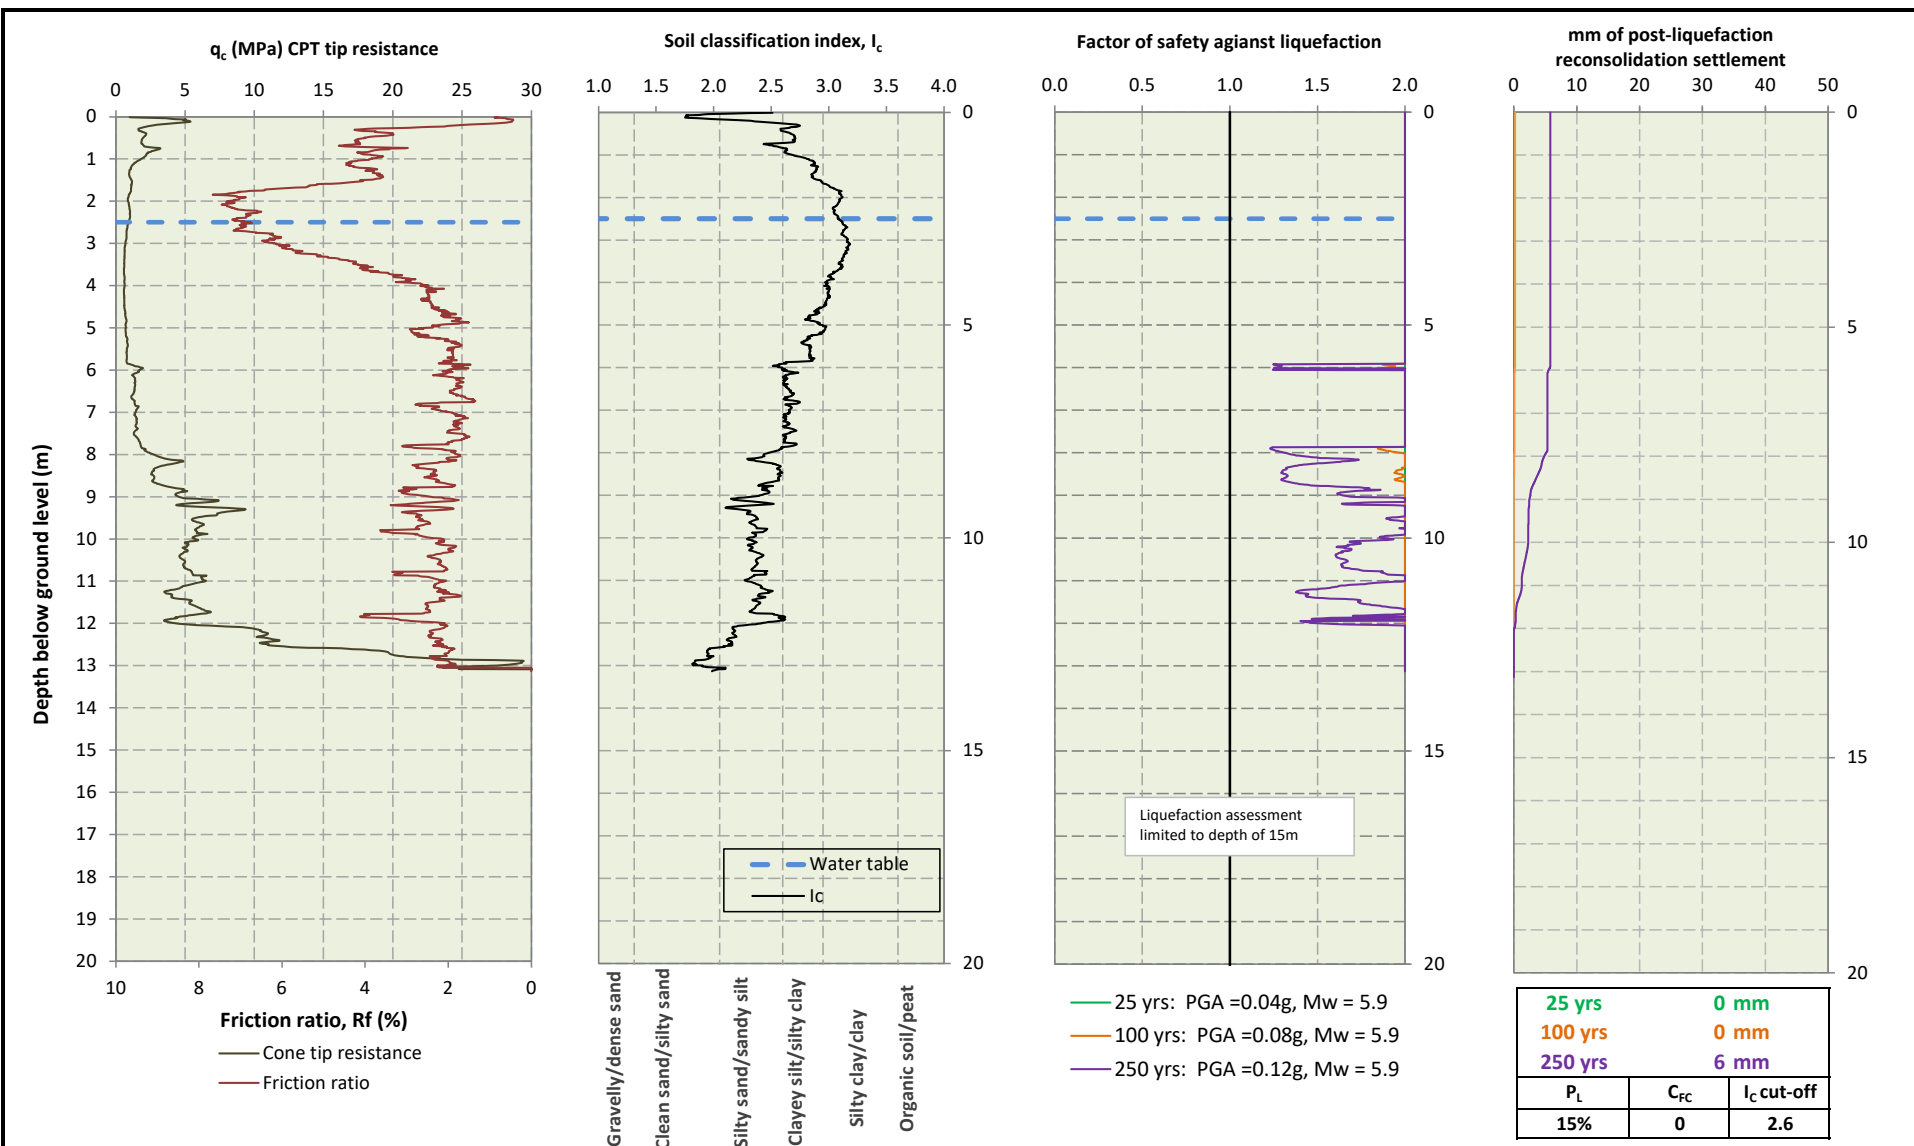 qc (MPa) CPT tip resistance
0 5 10 15 20 25 30
0
1
2
3
4
5
6
7
8
9
10
11
12
13
14
15
16
17
18
19
20
10 8 6 4 2 0
Depth below ground level (m)
Friction ratio, Rf (%)
Cone tip resistance
Friction ratio
Soil classification index, Ic
1.0 1.5 2.0 2.5 3.0 3.5 4.0
0
5
10
15
20
Water table
Ic
Gravelly/dense sand
Clean sand/silty sand
Silty sand/sandy silt
Clayey silt/silty clay
Silty clay/clay
Organic soil/peat
Factor of safety agianst liquefaction
0.0 0.5 1.0 1.5 2.0
0
5
10
15
20
Liquefaction assessment
limited to depth of 15m
25 yrs: PGA =0.04g, Mw = 5.9
100 yrs: PGA =0.08g, Mw = 5.9
250 yrs: PGA =0.12g, Mw = 5.9
mm of post-liquefaction
reconsolidation settlement
0 10 20 30 40 50
0
5
10
15
20
25 yrs 0 mm
100 yrs 0 mm
250 yrs 6 mm
PL CFC IC cut-off
15% 0 2.6